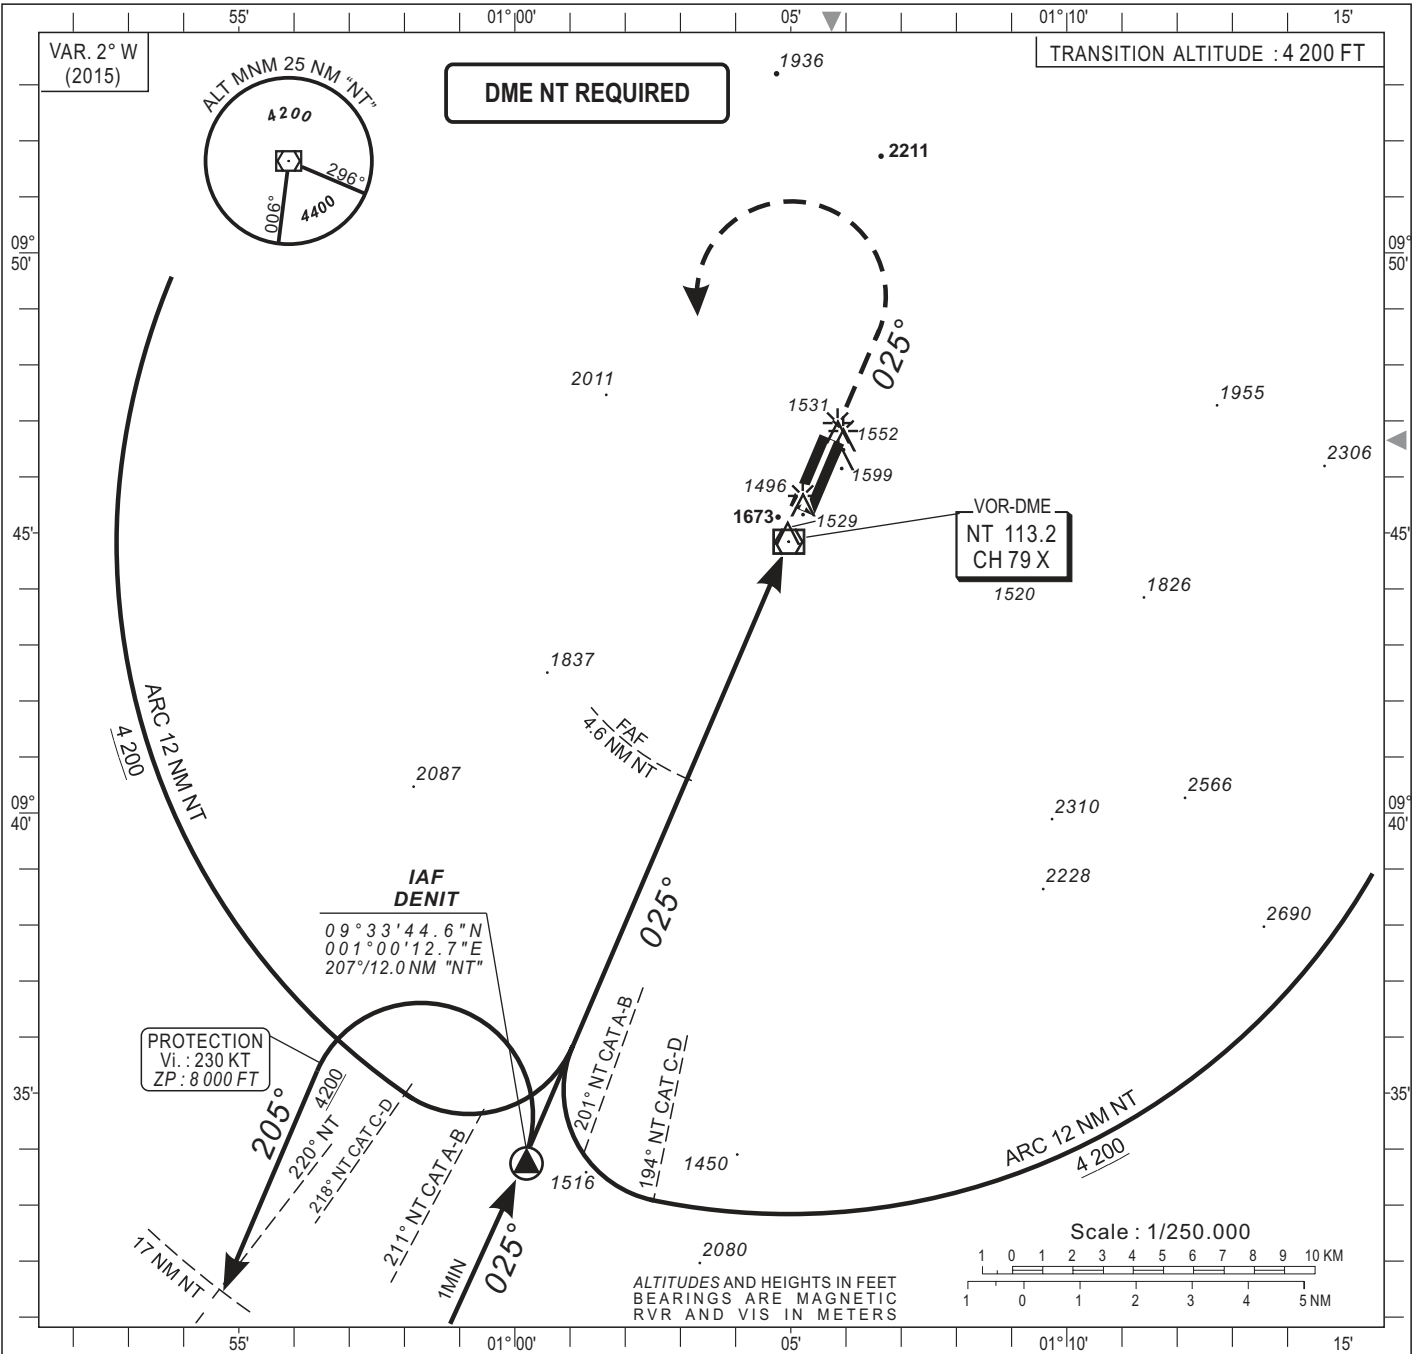 55'
01° 00'
05'
01° 10'
15'
VAR. 2° W
(2015)
ALT MNM 25 NM "NT"
4200
296°
006°
4400
DME NT REQUIRED
TRANSITION ALTITUDE : 4 200 FT
1936
2211
09°
50'
09°
50'
025°
2011
1531
1552
1599
1496
1673
1529
1955
2306
VOR-DME
NT 113.2
CH 79 X
45'
45'
1520
1826
1837
FAF
4.6 NM NT
ARC 12 NM NT
4 200
2087
2310
2566
09°
40'
09°
40'
2228
2690
IAF
DENIT
09°33'44.6"N
001°00'12.7"E
207°/12.0 NM "NT"
025°
PROTECTION
Vi. : 230 KT
ZP : 8 000 FT
35'
35'
205°
4200
220° NT
218° NT CAT C-D
211° NT CAT A-B
201° NT CAT A-B
194° NT CAT C-D
1516
1450
ARC 12 NM NT
4 200
17 NM NT
1MIN
025°
2080
Scale : 1/250.000
1 0 1 2 3 4 5 6 7 8 9 10 KM
1 0 1 2 3 4 5 NM
ALTITUDES AND HEIGHTS IN FEET
BEARINGS ARE MAGNETIC
RVR AND VIS IN METERS
55'
01° 00'
05'
01° 10'
15'